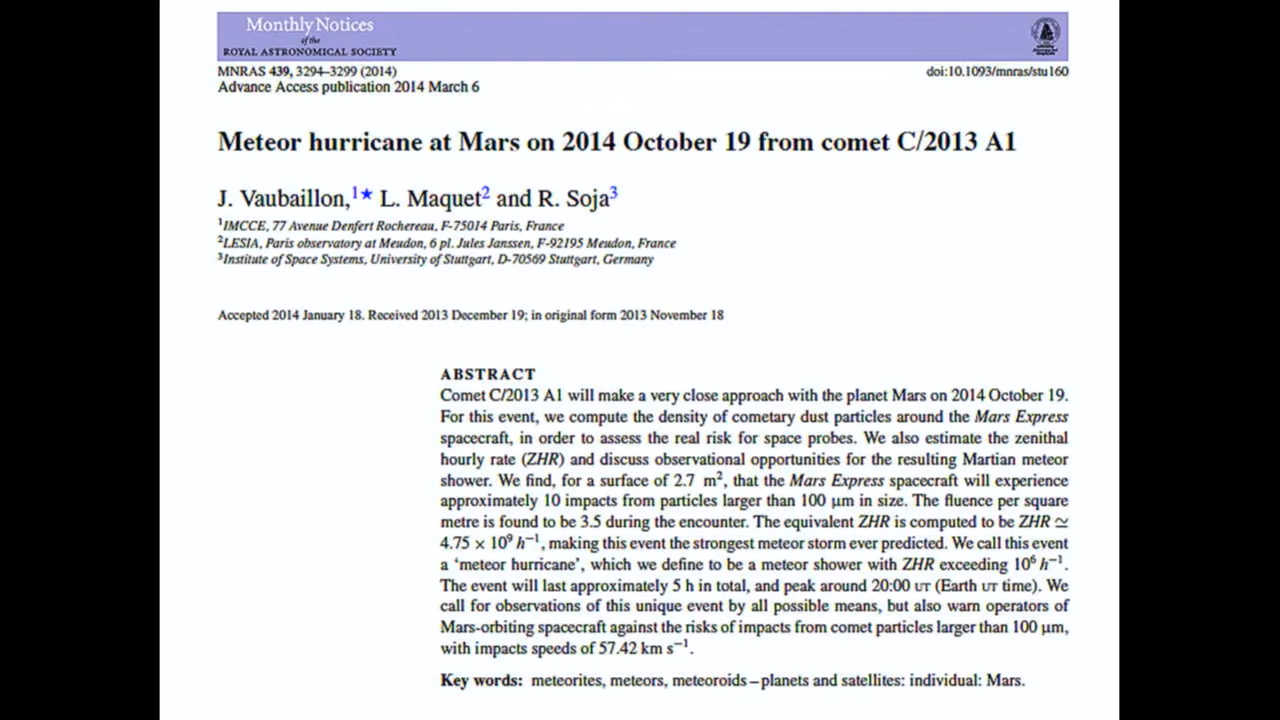 Monthly Notices
of the
ROYAL ASTRONOMICAL SOCIETY
MNRAS 439, 3294–3299 (2014)
doi:10.1093/mnras/stu160
Advance Access publication 2014 March 6
Meteor hurricane at Mars on 2014 October 19 from comet C/2013 A1
J. Vaubaillon,¹★ L. Maquet² and R. Soja³
¹IMCCE, 77 Avenue Denfert Rochereau, F-75014 Paris, France
²LESIA, Paris observatory at Meudon, 6 pl. Jules Janssen, F-92195 Meudon, France
³Institute of Space Systems, University of Stuttgart, D-70569 Stuttgart, Germany
Accepted 2014 January 18. Received 2013 December 19; in original form 2013 November 18
ABSTRACT
Comet C/2013 A1 will make a very close approach with the planet Mars on 2014 October 19.
For this event, we compute the density of cometary dust particles around the Mars Express
spacecraft, in order to assess the real risk for space probes. We also estimate the zenithal
hourly rate (ZHR) and discuss observational opportunities for the resulting Martian meteor
shower. We find, for a surface of 2.7 m², that the Mars Express spacecraft will experience
approximately 10 impacts from particles larger than 100 μm in size. The fluence per square
metre is found to be 3.5 during the encounter. The equivalent ZHR is computed to be ZHR ≃
4.75 × 10⁹ h⁻¹, making this event the strongest meteor storm ever predicted. We call this event
a ‘meteor hurricane’, which we define to be a meteor shower with ZHR exceeding 10⁶ h⁻¹.
The event will last approximately 5 h in total, and peak around 20:00 UT (Earth UT time). We
call for observations of this unique event by all possible means, but also warn operators of
Mars-orbiting spacecraft against the risks of impacts from comet particles larger than 100 μm,
with impacts speeds of 57.42 km s⁻¹.
Key words: meteorites, meteors, meteoroids – planets and satellites: individual: Mars.